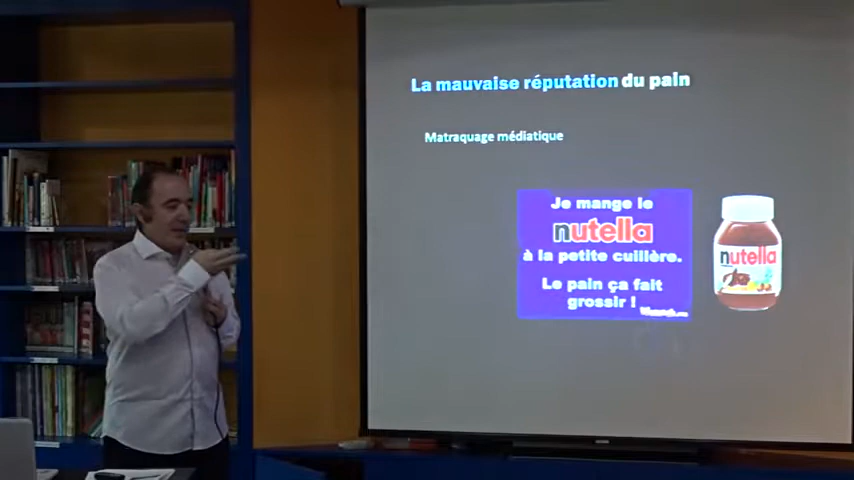 La mauvaise réputation du pain
Matraquage médiatique
Je mange le
nutella
à la petite cuillère.
Le pain ça fait
grossir !
nutella